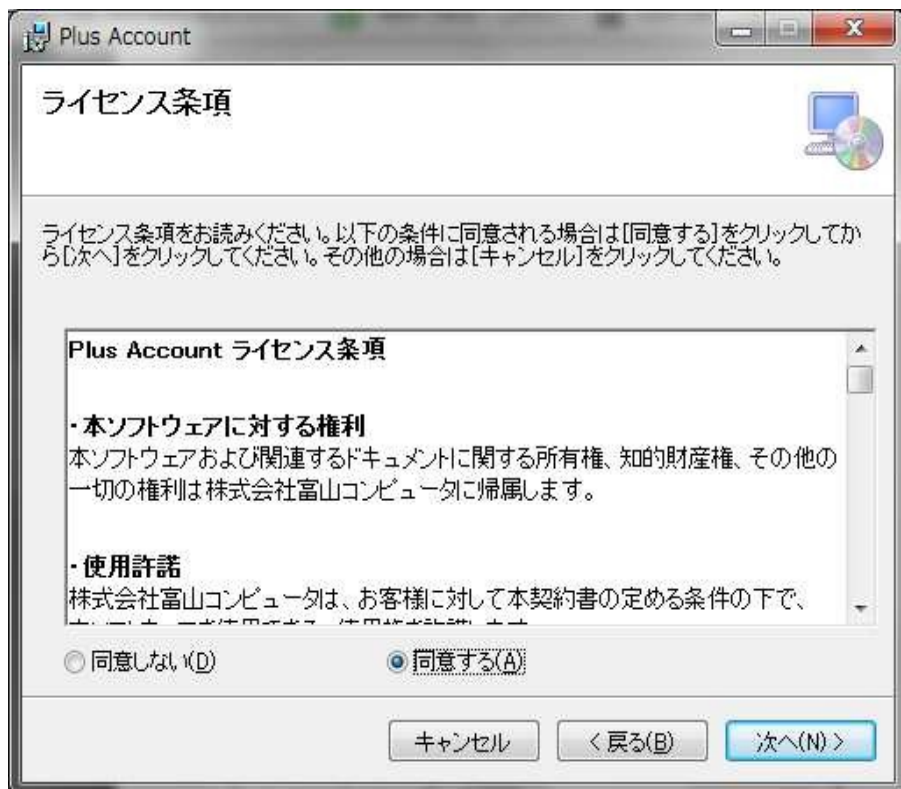 Plus Account
ライセンス条項
ライセンス条項をお読みください。以下の条件に同意される場合は[同意する]をクリックしてか
ら[次へ]をクリックしてください。その他の場合は[キャンセル]をクリックしてください。
Plus Account ライセンス条項
・本ソフトウェアに対する権利
本ソフトウェアおよび関連するドキュメントに関する所有権、知的財産権、その他の
一切の権利は株式会社富山コンピュータに帰属します。
・使用許諾
株式会社富山コンピュータは、お客様に対して本契約書の定める条件の下で、
同意しない(D)
同意する(A)
キャンセル
< 戻る(B)
次へ(N) >